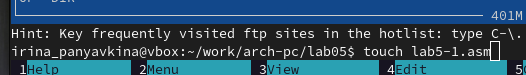 401M
Hint: Key frequently visited ftp sites in the hotlist: type C-\.
irina_panyavkina@vbox:~/work/arch-pc/lab05$ touch lab5-1.asm
1Help 2Menu 3View 4Edit 5